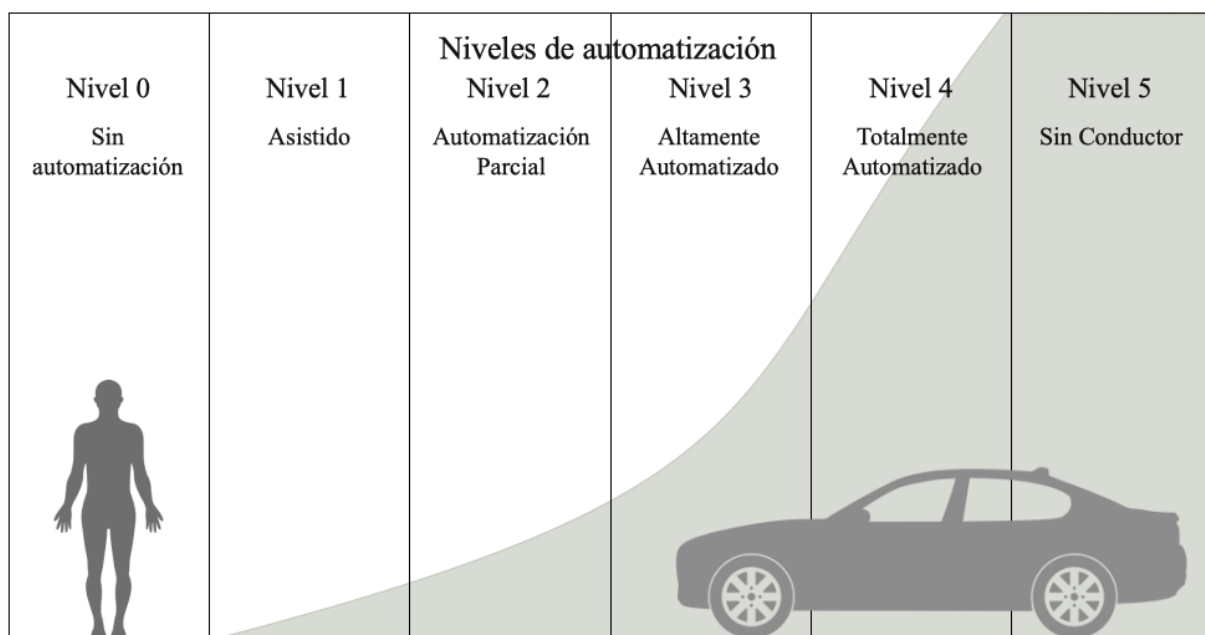 Niveles de automatización
Nivel 0
Sin
automatización
Nivel 1
Asistido
Nivel 2
Automatización
Parcial
Nivel 3
Altamente
Automatizado
Nivel 4
Totalmente
Automatizado
Nivel 5
Sin Conductor